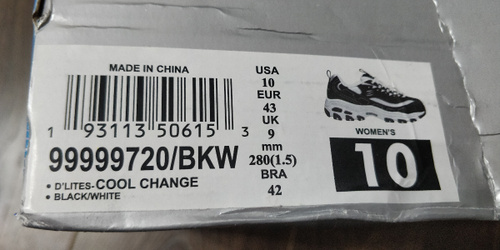 MADE IN CHINA
1 93113 50615 3
99999720/BKW
• D'LITES-COOL CHANGE
• BLACK/WHITE
USA
10
EUR
43
UK
9
mm
280(1.5)
BRA
42
WOMEN'S
10